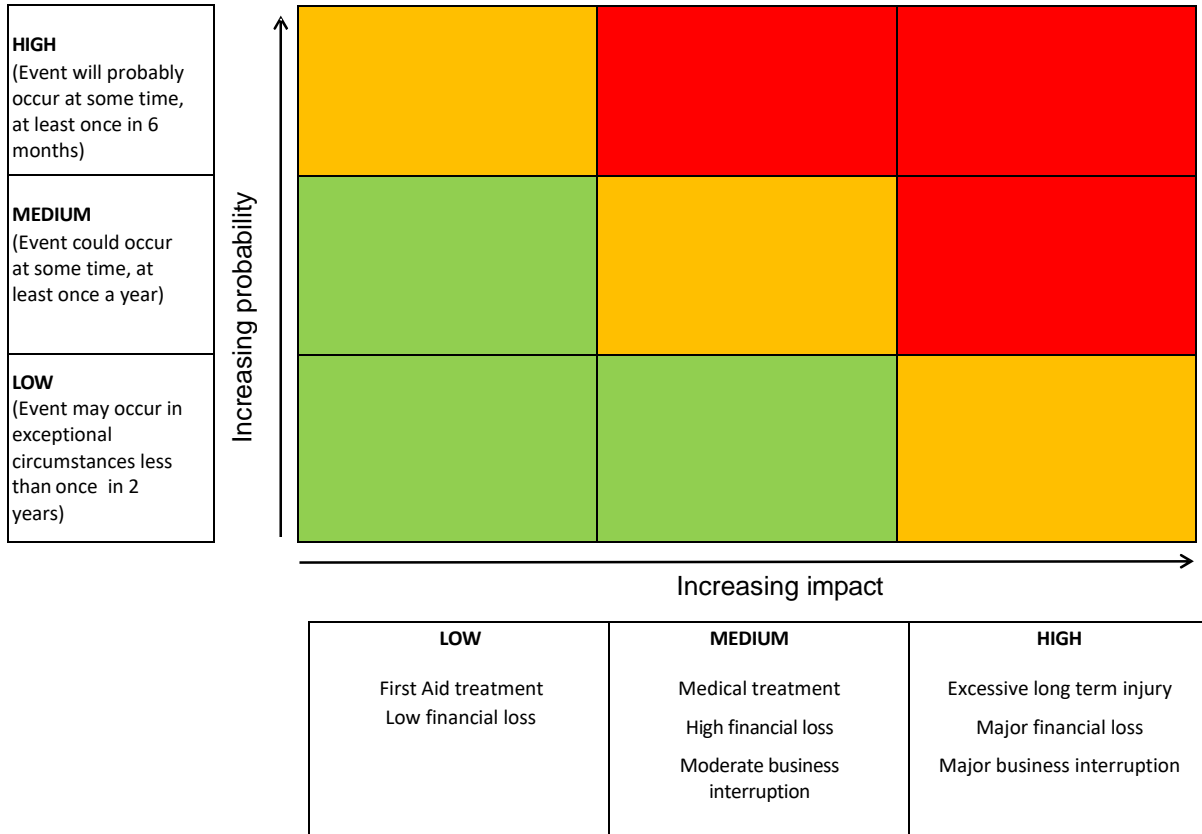 HIGH
(Event will probably
occur at some time,
at least once in 6
months)
MEDIUM
(Event could occur
at some time, at
least once a year)
LOW
(Event may occur in
exceptional
circumstances less
than once in 2
years)
Increasing probability
Increasing impact
LOW
First Aid treatment
Low financial loss
MEDIUM
Medical treatment
High financial loss
Moderate business
interruption
HIGH
Excessive long term injury
Major financial loss
Major business interruption